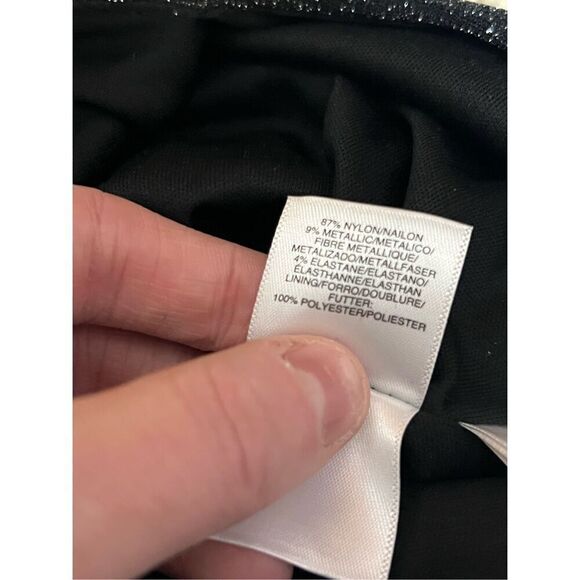 87% NYLON/NAILON
9% METALLIC/METALICO/
FIBRE METALLIQUE/
METALIZADO/METALLFASER
4% ELASTANE/ELASTANO/
ÉLASTHANNE/ELASTHAN
LINING/FORRO/DOUBLURE/
FUTTER:
100% POLYESTER/POLIESTER